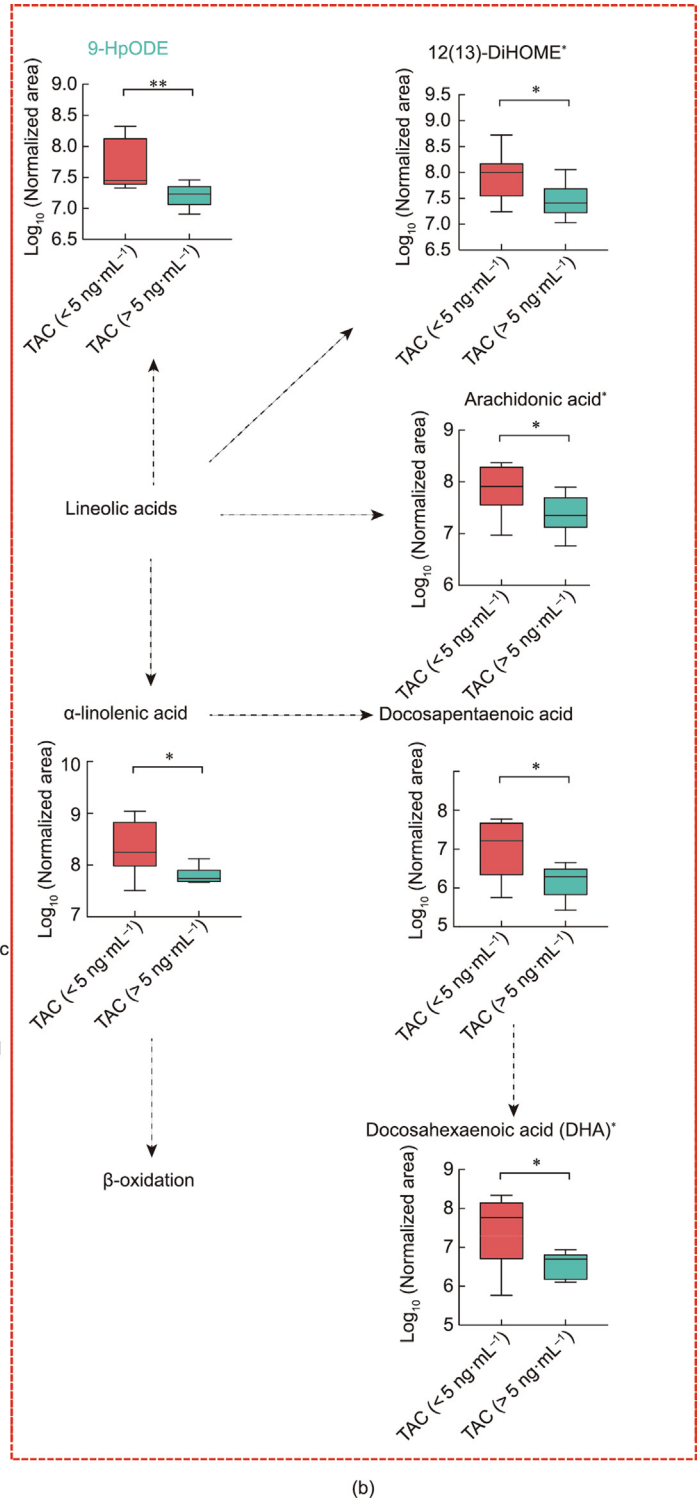 9-HpODE
**
9.0
8.0
7.5
7.0
6.5
Log10 (Normalized area)
TAC (< 5 ng·mL−1)
TAC (> 5 ng·mL−1)
12(13)-DiHOME*
*
9.5
9.0
8.0
7.5
7.0
6.5
Log10 (Normalized area)
TAC (< 5 ng·mL−1)
TAC (> 5 ng·mL−1)
Arachidonic acid*
*
9
8
7
6
Log10 (Normalized area)
TAC (< 5 ng·mL−1)
TAC (> 5 ng·mL−1)
Lineolic acids
α-linolenic acid
*
10
9
8
7
Log10 (Normalized area)
TAC (< 5 ng·mL−1)
TAC (> 5 ng·mL−1)
Docosapentaenoic acid
*
8
7
6
5
Log10 (Normalized area)
TAC (< 5 ng·mL−1)
TAC (> 5 ng·mL−1)
c
β-oxidation
Docosahexaenoic acid (DHA)*
*
9
8
7
6
5
Log10 (Normalized area)
TAC (< 5 ng·mL−1)
TAC (> 5 ng·mL−1)
(b)